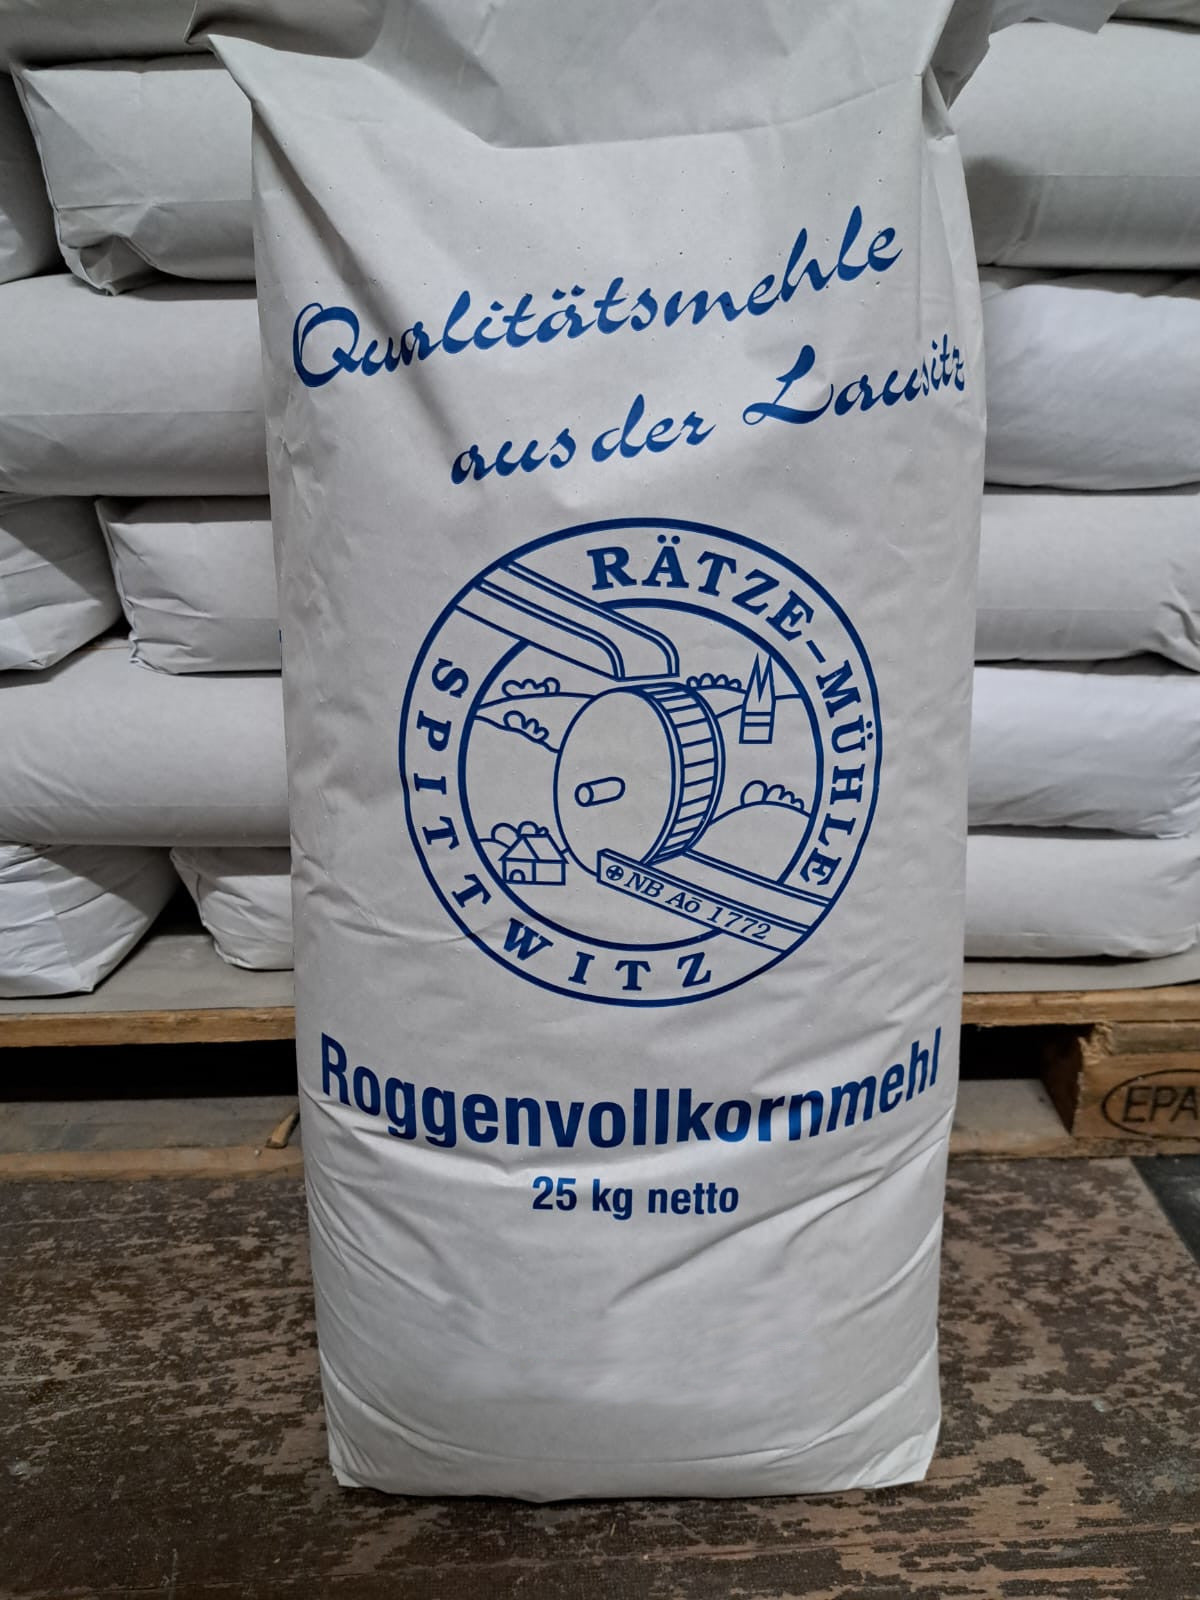 Qualitätsmehle
aus der Lausitz
RÄTZE-MÜHLE
SPITTWITZ
NB Aō 1772
Roggenvollkornmehl
25 kg netto
EPA